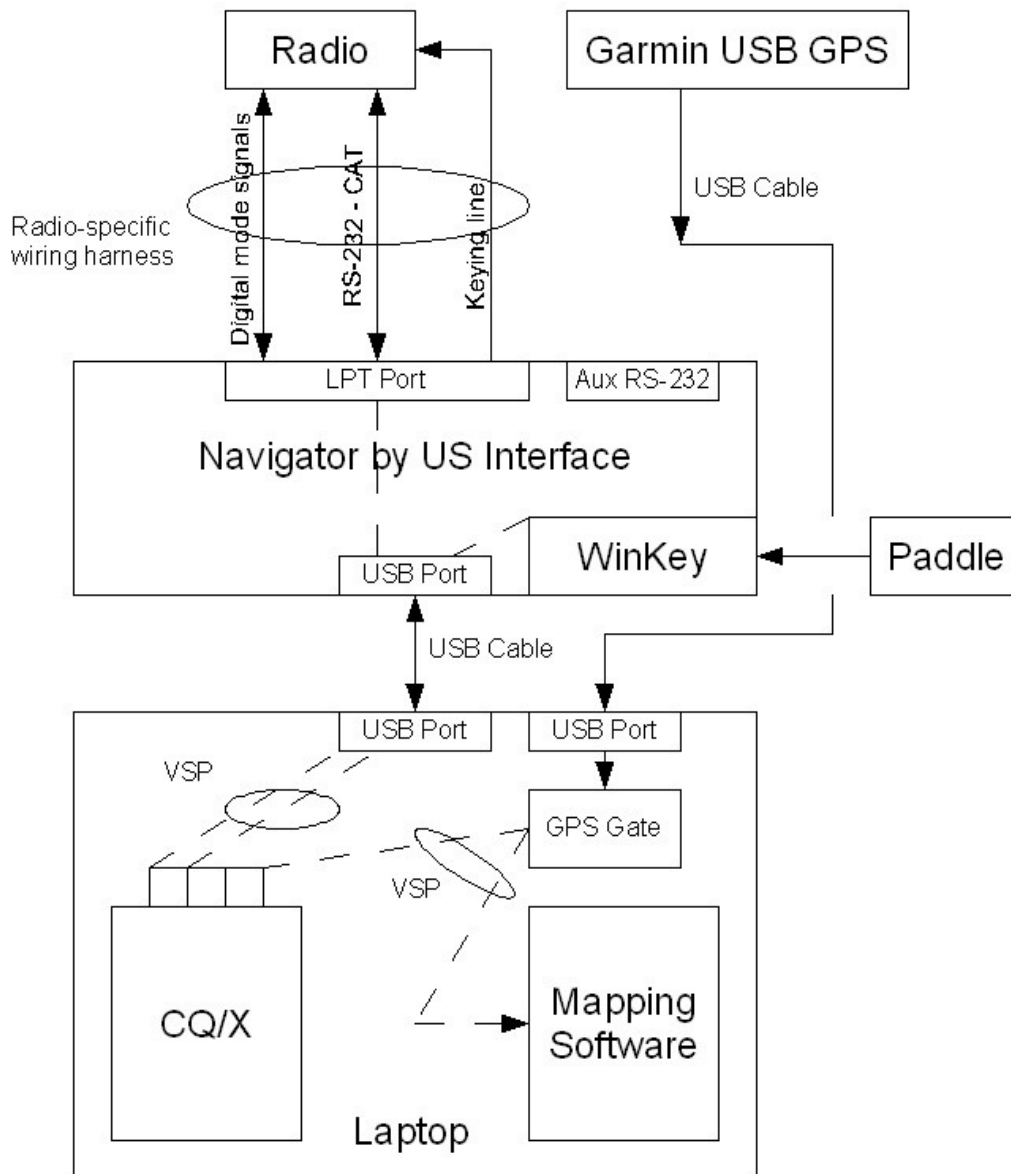 Radio
Garmin USB GPS
Digital mode signals
RS-232 - CAT
Keying line
USB Cable
Radio-specific
wiring harness
LPT Port
Aux RS-232
Navigator by US Interface
WinKey
Paddle
USB Port
USB Cable
USB Port
USB Port
VSP
GPS Gate
VSP
CQ/X
Mapping
Software
Laptop